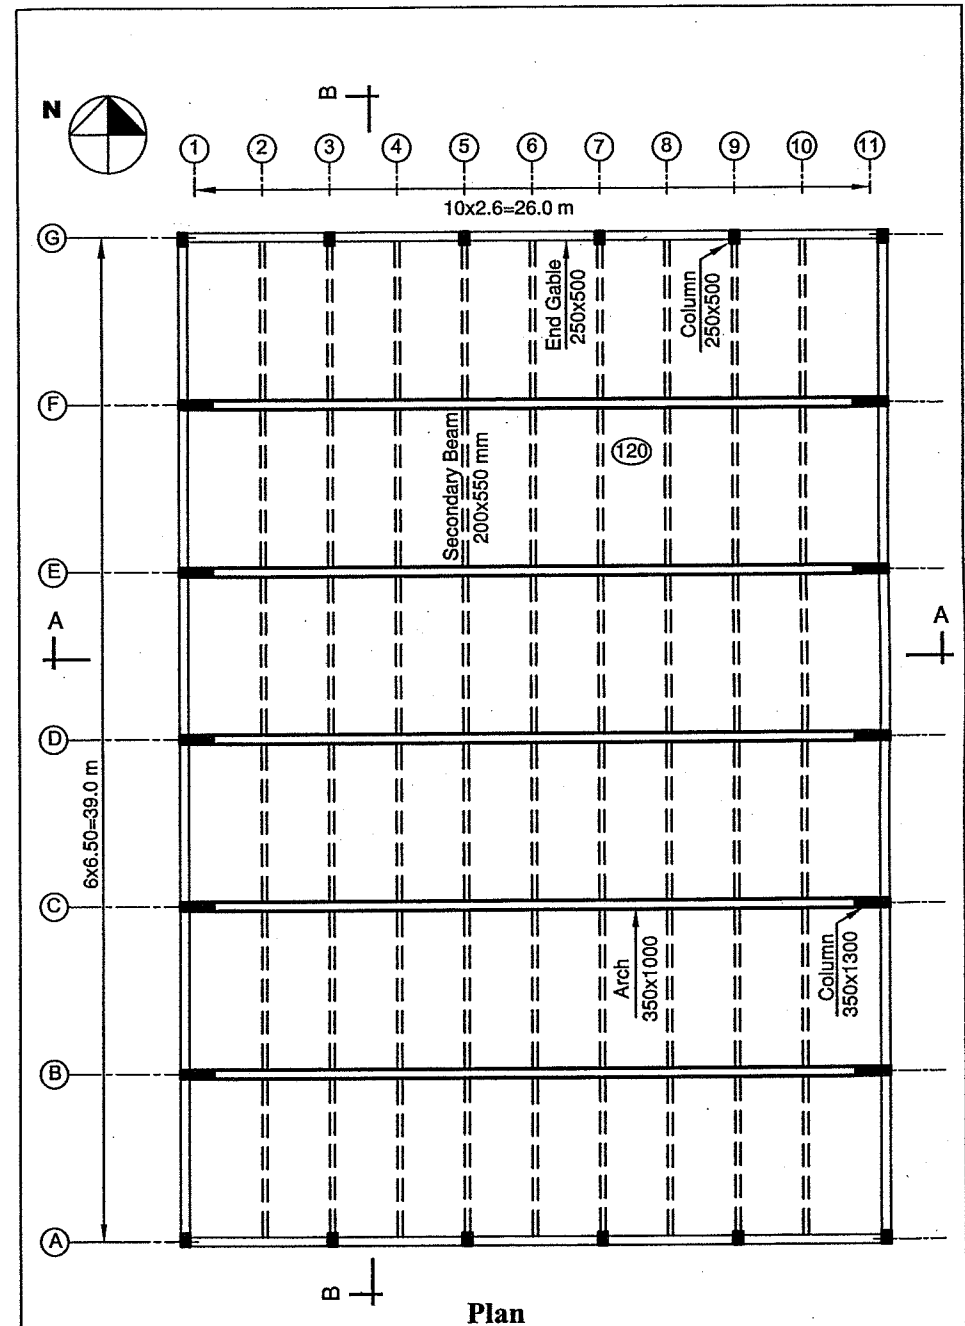 B
N
1 2 3 4 5 6 7 8 9 10 11
10x2.6=26.0 m
G
End Gable
250x500
Column
250x500
F
Secondary Beam
200x550 mm
120
E
A
A
D
6x6.50=39.0 m
C
Arch
350x1000
Column
350x1300
B
A
B
Plan